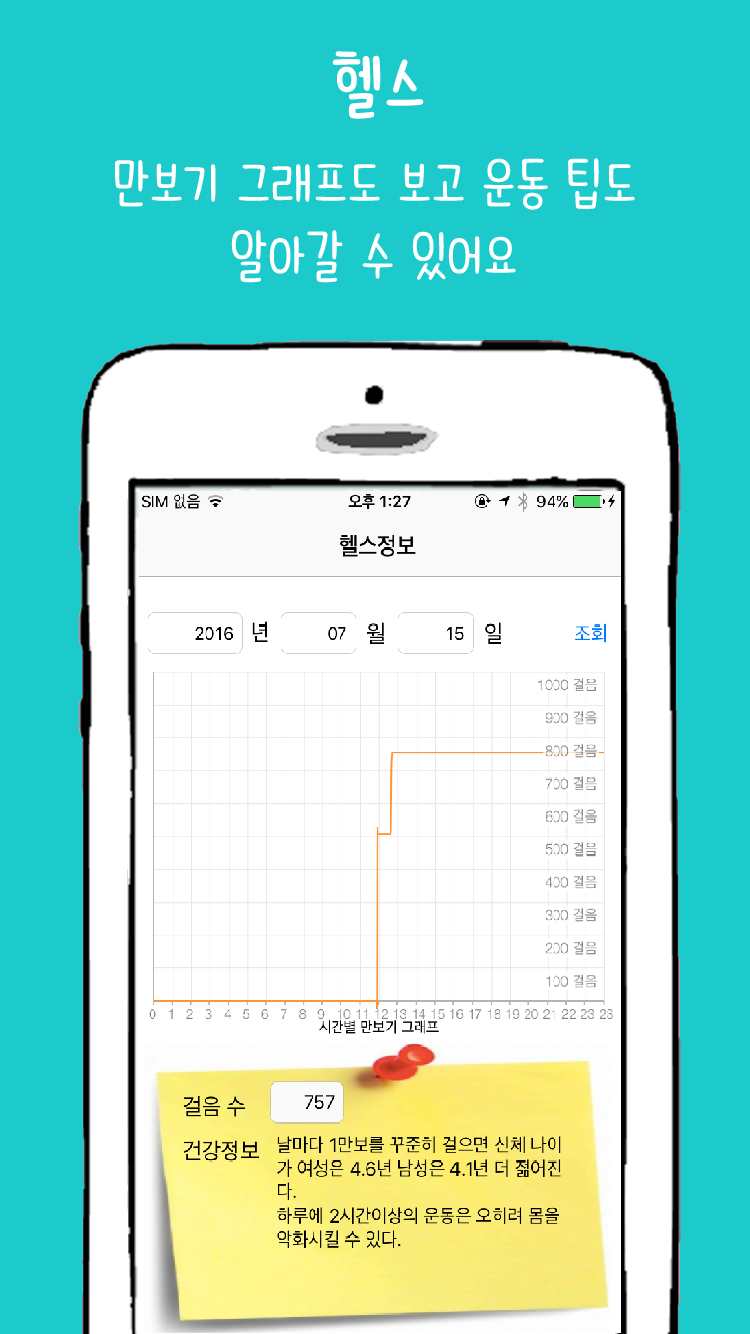 헬스
만보기 그래프도 보고 운동 팁도
알아갈 수 있어요
SIM 없음 오후 1:27 94%
헬스정보
2016 년 07 월 15 일 조회
1000 걸음
900 걸음
800 걸음
700 걸음
600 걸음
500 걸음
400 걸음
300 걸음
200 걸음
100 걸음
0 1 2 3 4 5 6 7 8 9 10 11 12 13 14 15 16 17 18 19 20 21 22 23 23
시간별 만보기 그래프
걸음 수 757
건강정보 날마다 1만보를 꾸준히 걸으면 신체 나이
가 여성은 4.6년 남성은 4.1년 더 젊어진
다.
하루에 2시간이상의 운동은 오히려 몸을
악화시킬 수 있다.